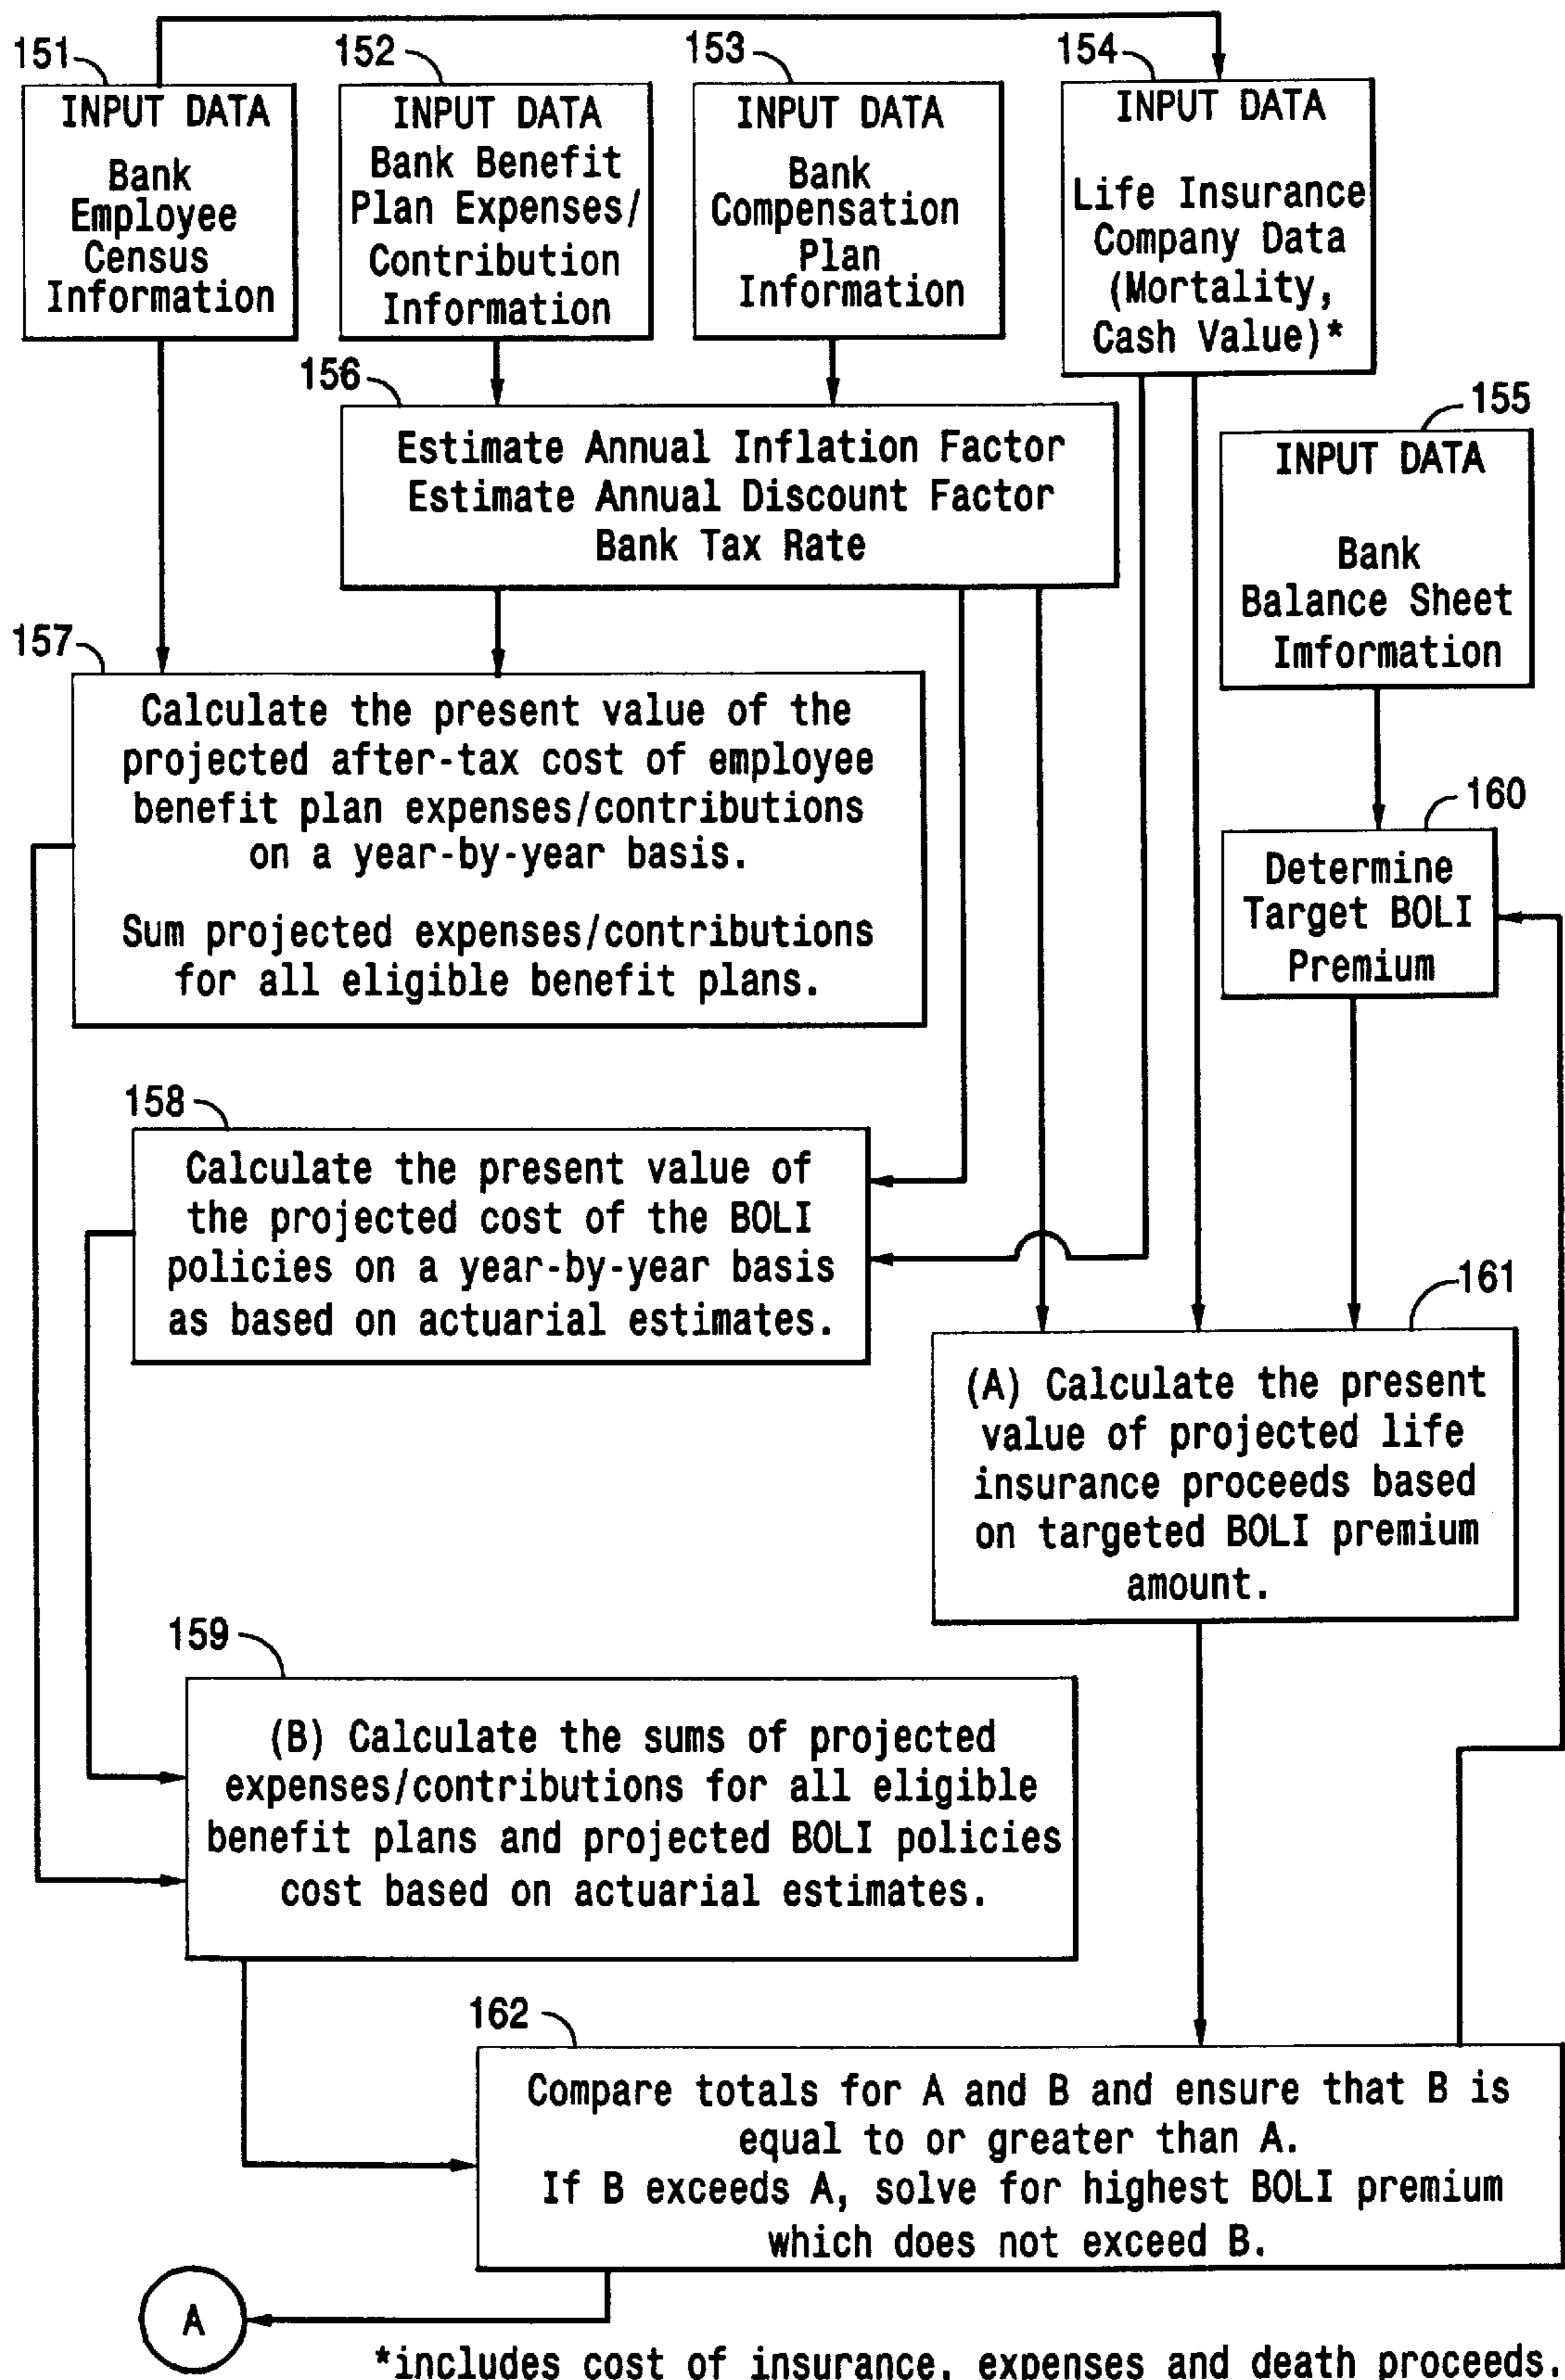 151
INPUT DATA
Bank
Employee
Census
Information
152
INPUT DATA
Bank Benefit
Plan Expenses/
Contribution
Information
153
INPUT DATA
Bank
Compensation
Plan
Information
154
INPUT DATA
Life Insurance
Company Data
(Mortality,
Cash Value)*
155
INPUT DATA
Bank
Balance Sheet
Imformation
156
Estimate Annual Inflation Factor
Estimate Annual Discount Factor
Bank Tax Rate
157
Calculate the present value of the
projected after-tax cost of employee
benefit plan expenses/contributions
on a year-by-year basis.
Sum projected expenses/contributions
for all eligible benefit plans.
160
Determine
Target BOLI
Premium
158
Calculate the present value of
the projected cost of the BOLI
policies on a year-by-year basis
as based on actuarial estimates.
161
(A) Calculate the present
value of projected life
insurance proceeds based
on targeted BOLI premium
amount.
159
(B) Calculate the sums of projected
expenses/contributions for all eligible
benefit plans and projected BOLI policies
cost based on actuarial estimates.
162
Compare totals for A and B and ensure that B is
equal to or greater than A.
If B exceeds A, solve for highest BOLI premium
which does not exceed B.
A
*includes cost of insurance, expenses and death proceeds.